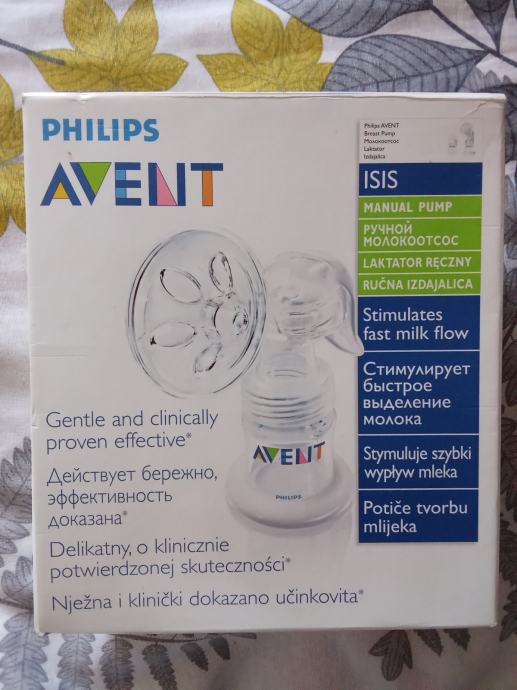 PHILIPS
AVENT
Philips AVENT
Breast Pump
Молокоотсос
Laktator
Izdajalica
ISIS
MANUAL PUMP
РУЧНОЙ
МОЛОКООТСОС
LAKTATOR RĘCZNY
RUČNA IZDAJALICA
Stimulates
fast milk flow
Стимулирует
быстрое
выделение
молока
Stymuluje szybki
wypływ mleka
Potiče tvorbu
mlijeka
AVENT
PHILIPS
Gentle and clinically
proven effective*
Действует бережно,
эффективность
доказана*
Delikatny, o klinicznie
potwierdzonej skuteczności*
Nježna i klinički dokazano učinkovita*